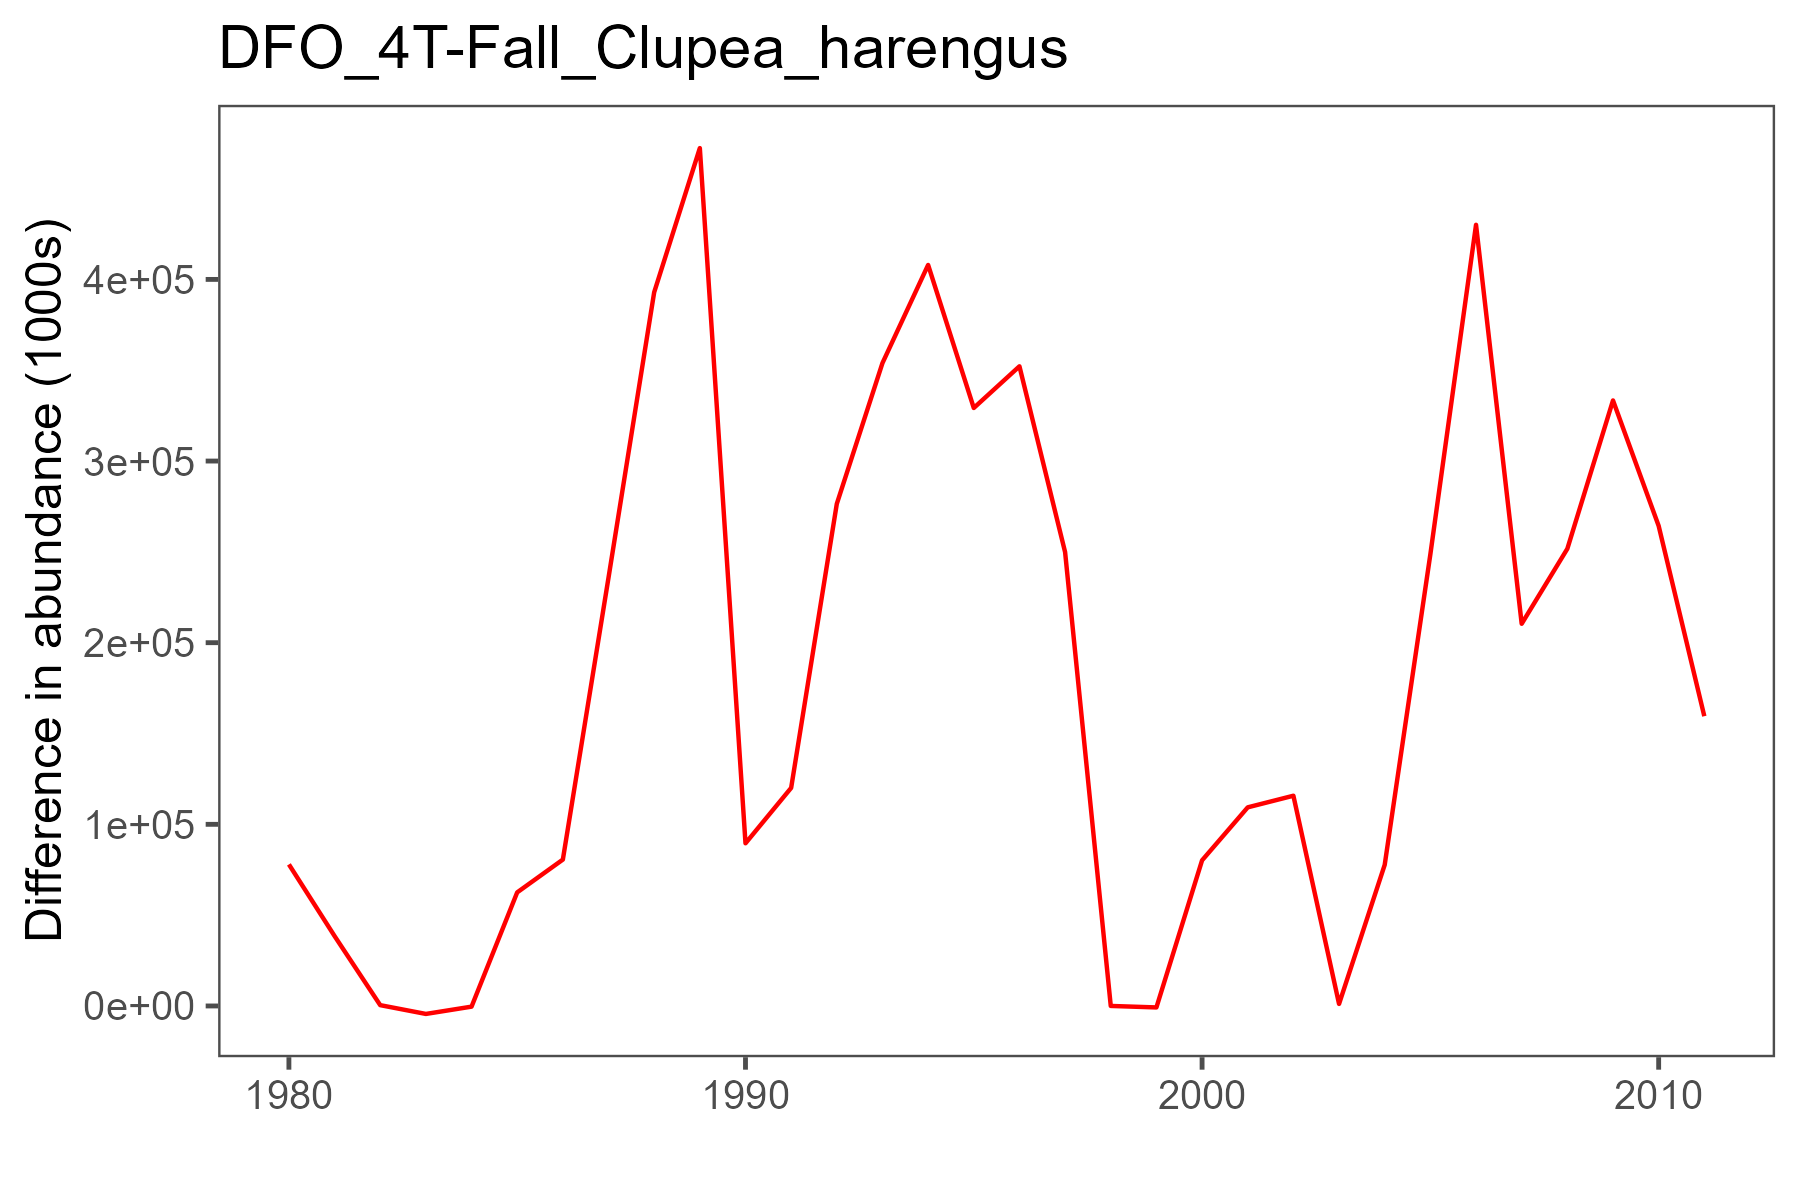 DFO_4T-Fall_Clupea_harengus
Difference in abundance (1000s)
4e+05
3e+05
2e+05
1e+05
0e+00
1980
1990
2000
2010